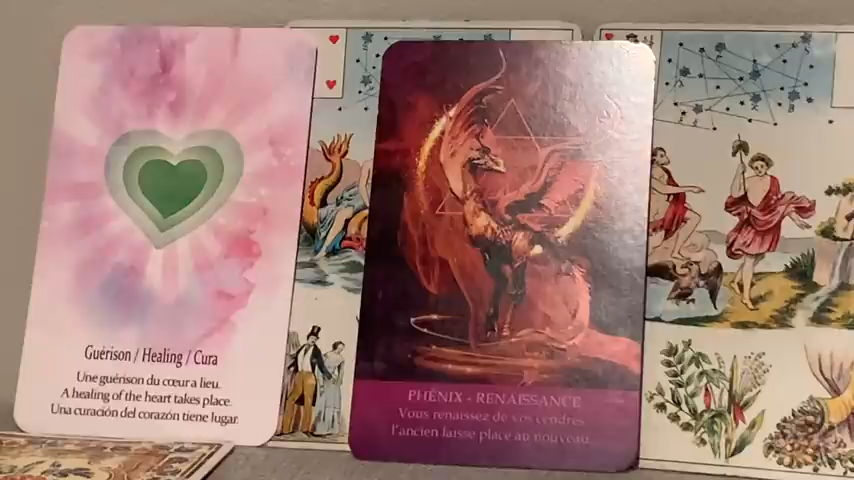 Guérison / Healing / Cura
Une guérison du cœur a lieu.
A healing of the heart takes place.
Una curación del corazón tiene lugar.
PHÉNIX - RENAISSANCE
Vous renaissez de vos cendres
l'ancien laisse place au nouveau.